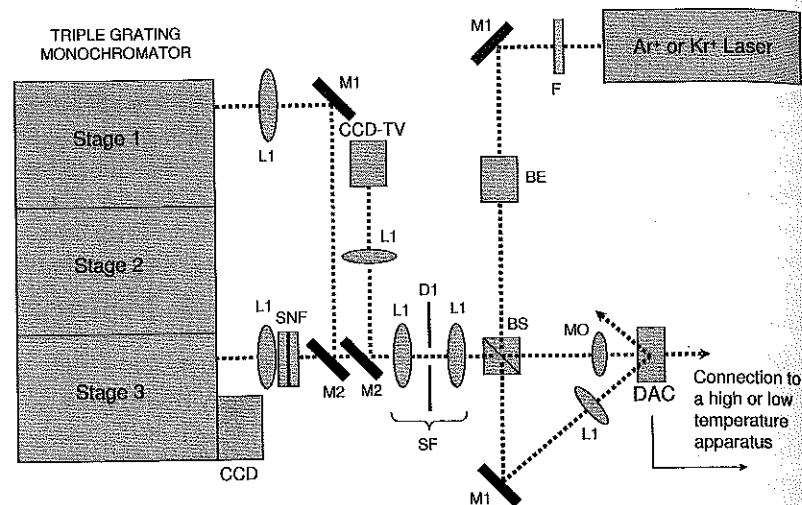 TRIPLE GRATING
MONOCHROMATOR
Stage 1
Stage 2
Stage 3
L1
M1
CCD-TV
L1
L1
SNF
M2
M2
L1
D1
L1
SF
CCD
M1
F
Ar+ or Kr+ Laser
BE
BS
MO
DAC
L1
M1
Connection to
a high or low
temperature
apparatus